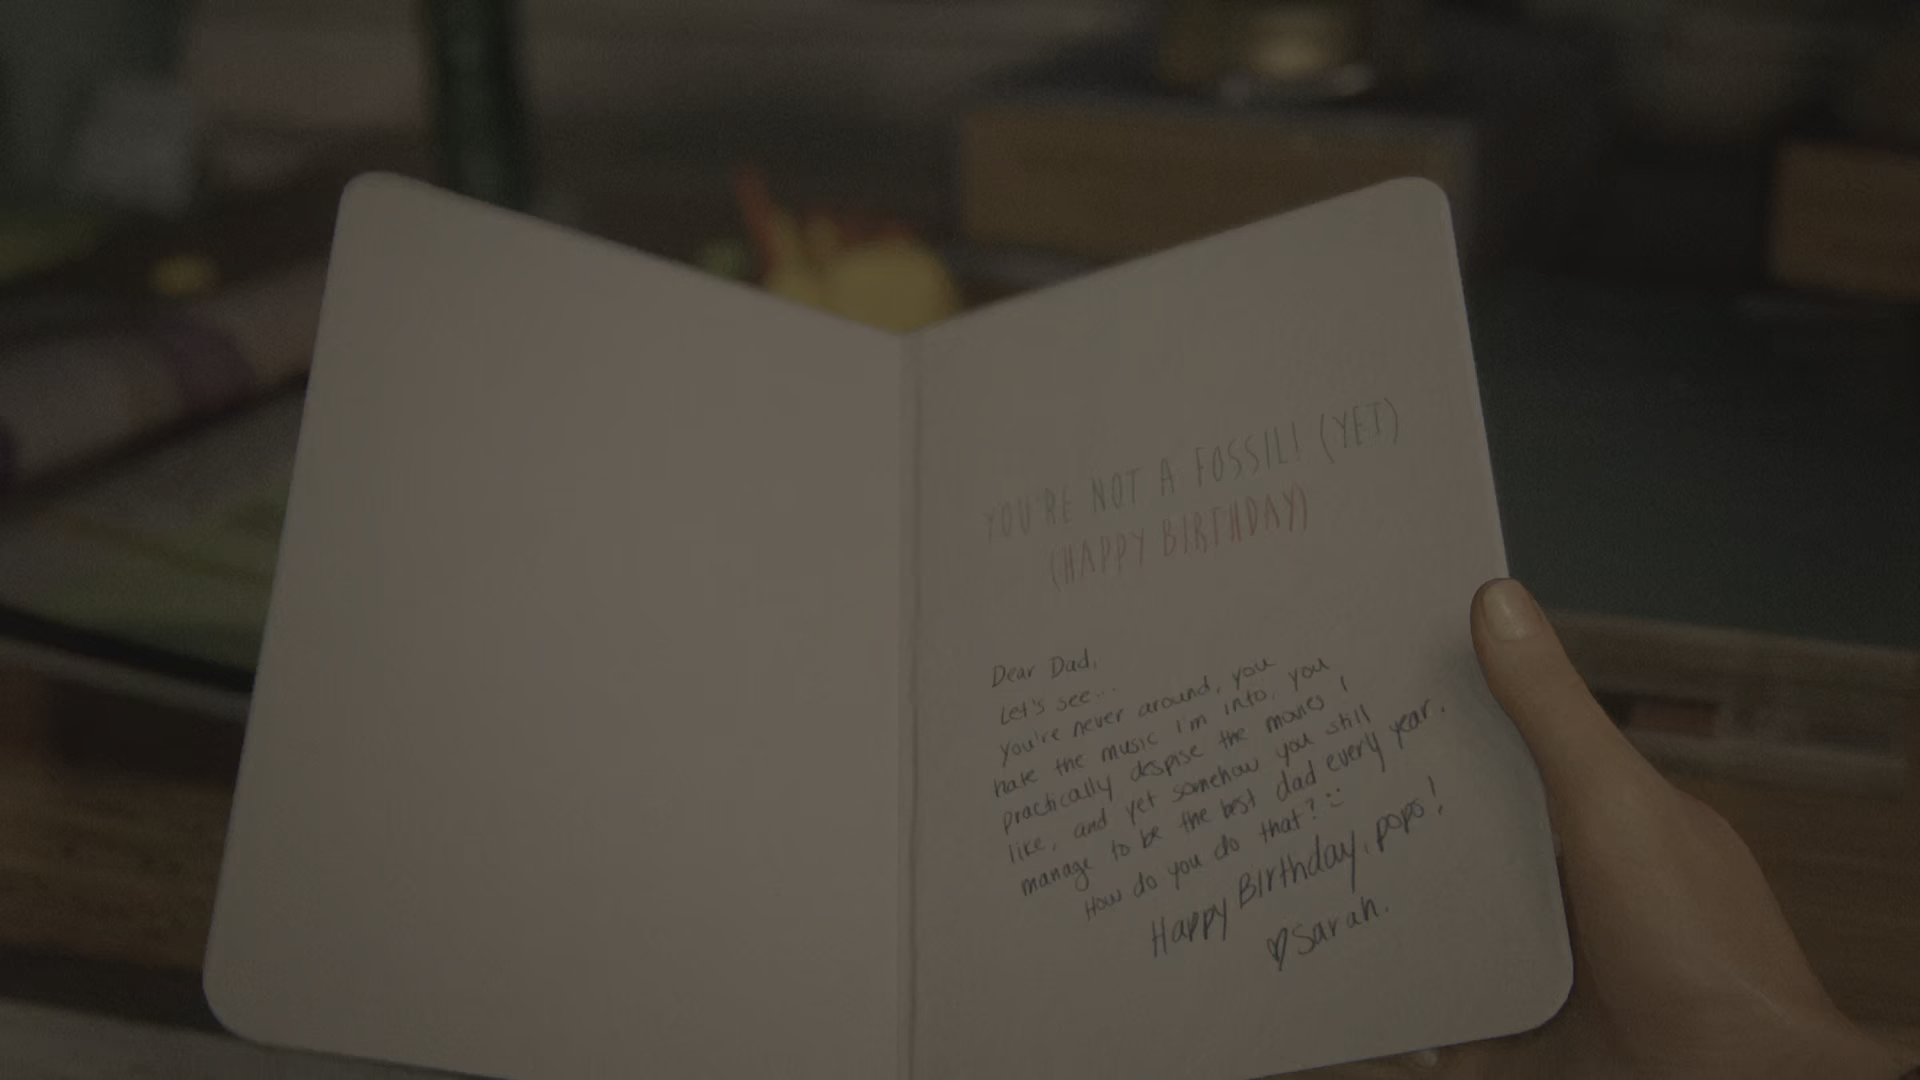 YOU'RE NOT A FOSSIL! (YET)
(HAPPY BIRTHDAY)
Dear Dad,
Let's see...
you're never around, you
hate the music I'm into, you
practically despise the movies I
like, and yet somehow you still
manage to be the best dad every year.
How do you do that? :)
Happy Birthday, pops!
♡ Sarah.